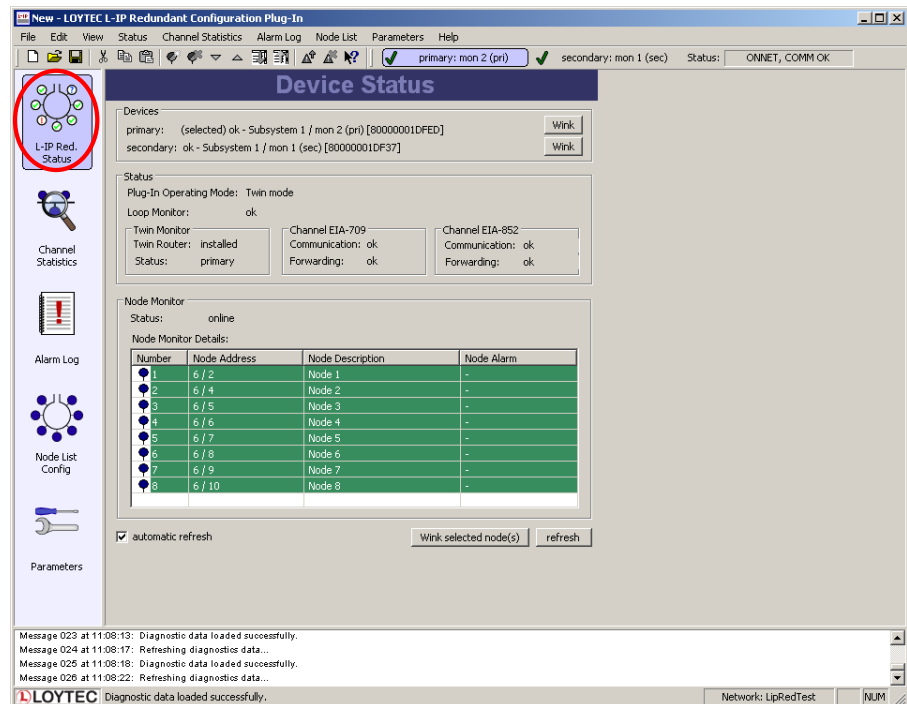 New - LOYTEC L-IP Redundant Configuration Plug-In
File Edit View Status Channel Statistics Alarm Log Node List Parameters Help
primary: mon 2 (pri) secondary: mon 1 (sec) Status: ONNET, COMM OK
L-IP Red. Status
Channel Statistics
Alarm Log
Node List Config
Parameters
Device Status
Devices
primary: (selected) ok - Subsystem 1 / mon 2 (pri) [80000001DFED] Wink
secondary: ok - Subsystem 1 / mon 1 (sec) [80000001DF37] Wink
Status
Plug-In Operating Mode: Twin mode
Loop Monitor: ok
Twin Monitor
Twin Router: installed
Status: primary
Channel EIA-709
Communication: ok
Forwarding: ok
Channel EIA-852
Communication: ok
Forwarding: ok
Node Monitor
Status: online
Node Monitor Details:
Number Node Address Node Description Node Alarm
1 6 / 2 Node 1 -
2 6 / 4 Node 2 -
3 6 / 5 Node 3 -
4 6 / 6 Node 4 -
5 6 / 7 Node 5 -
6 6 / 8 Node 6 -
7 6 / 9 Node 7 -
8 6 / 10 Node 8 -
automatic refresh Wink selected node(s) refresh
Message 023 at 11:08:13: Diagnostic data loaded successfully.
Message 024 at 11:08:17: Refreshing diagnostics data...
Message 025 at 11:08:18: Diagnostic data loaded successfully.
Message 026 at 11:08:22: Refreshing diagnostics data...
LOYTEC Diagnostic data loaded successfully. Network: LipRedTest NUM